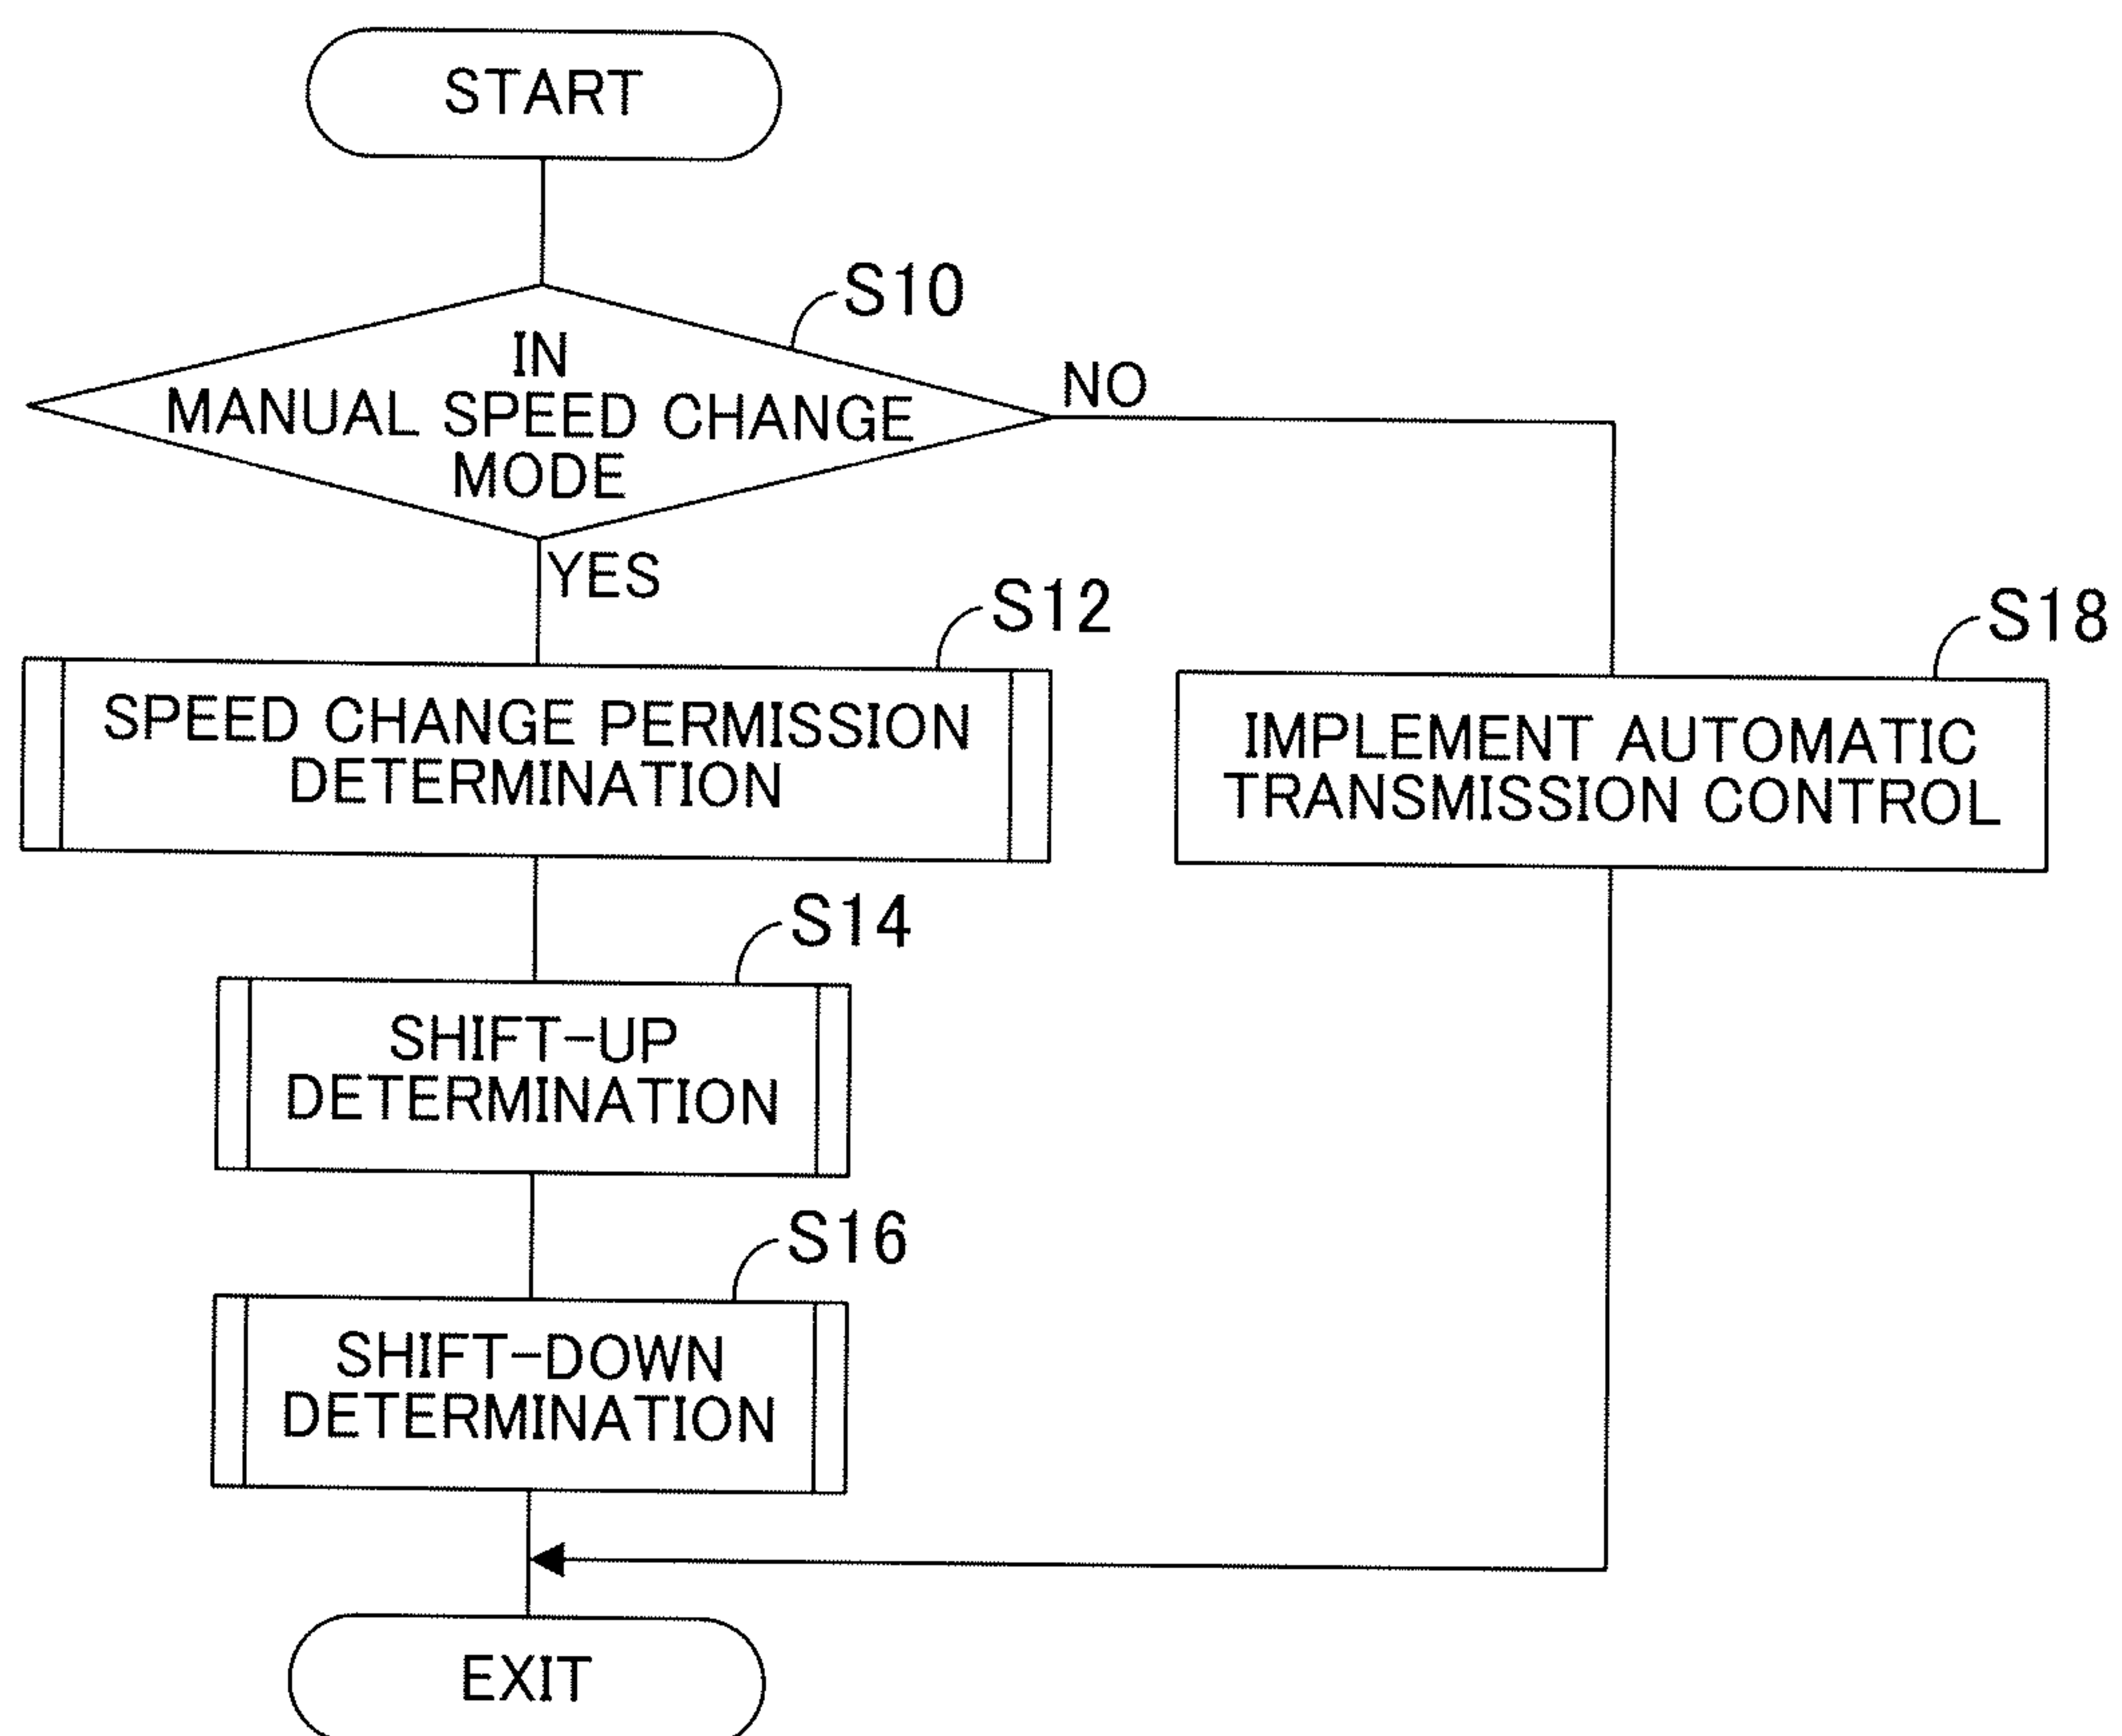 START
S10
IN
MANUAL SPEED CHANGE
MODE
NO
YES
S12
SPEED CHANGE PERMISSION
DETERMINATION
S18
IMPLEMENT AUTOMATIC
TRANSMISSION CONTROL
S14
SHIFT-UP
DETERMINATION
S16
SHIFT-DOWN
DETERMINATION
EXIT